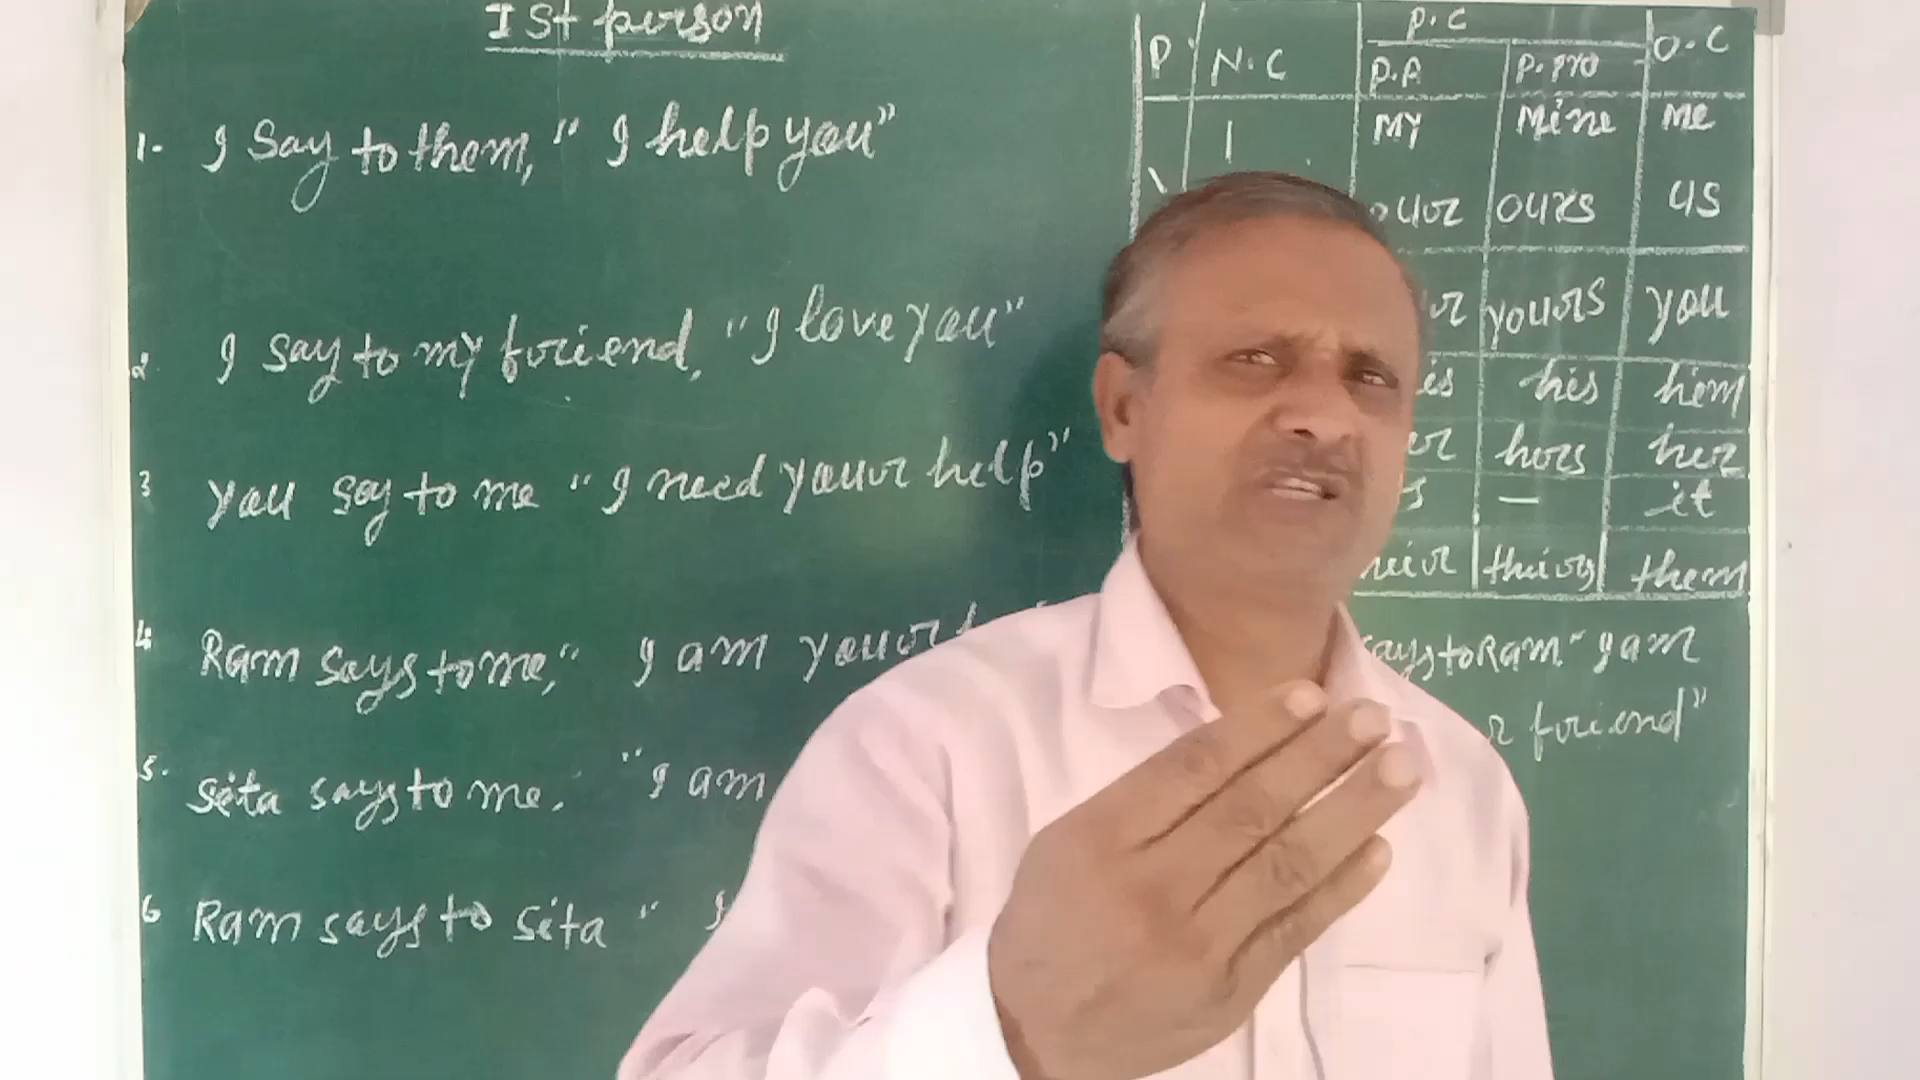 Ist person
1- I Say to them, " I help you"
2. I say to my friend, "I love you"
3 you say to me "I need your help"
4 Ram says to me," I am your
5. Sita says to me. "I am
6 Ram says to Sita " I
P N.C P.C O.C
P.A P.Pro
I MY Mine Me
our ours us
yours you
his him
hers her
— it
theirs them
says to Ram "I am
friend"